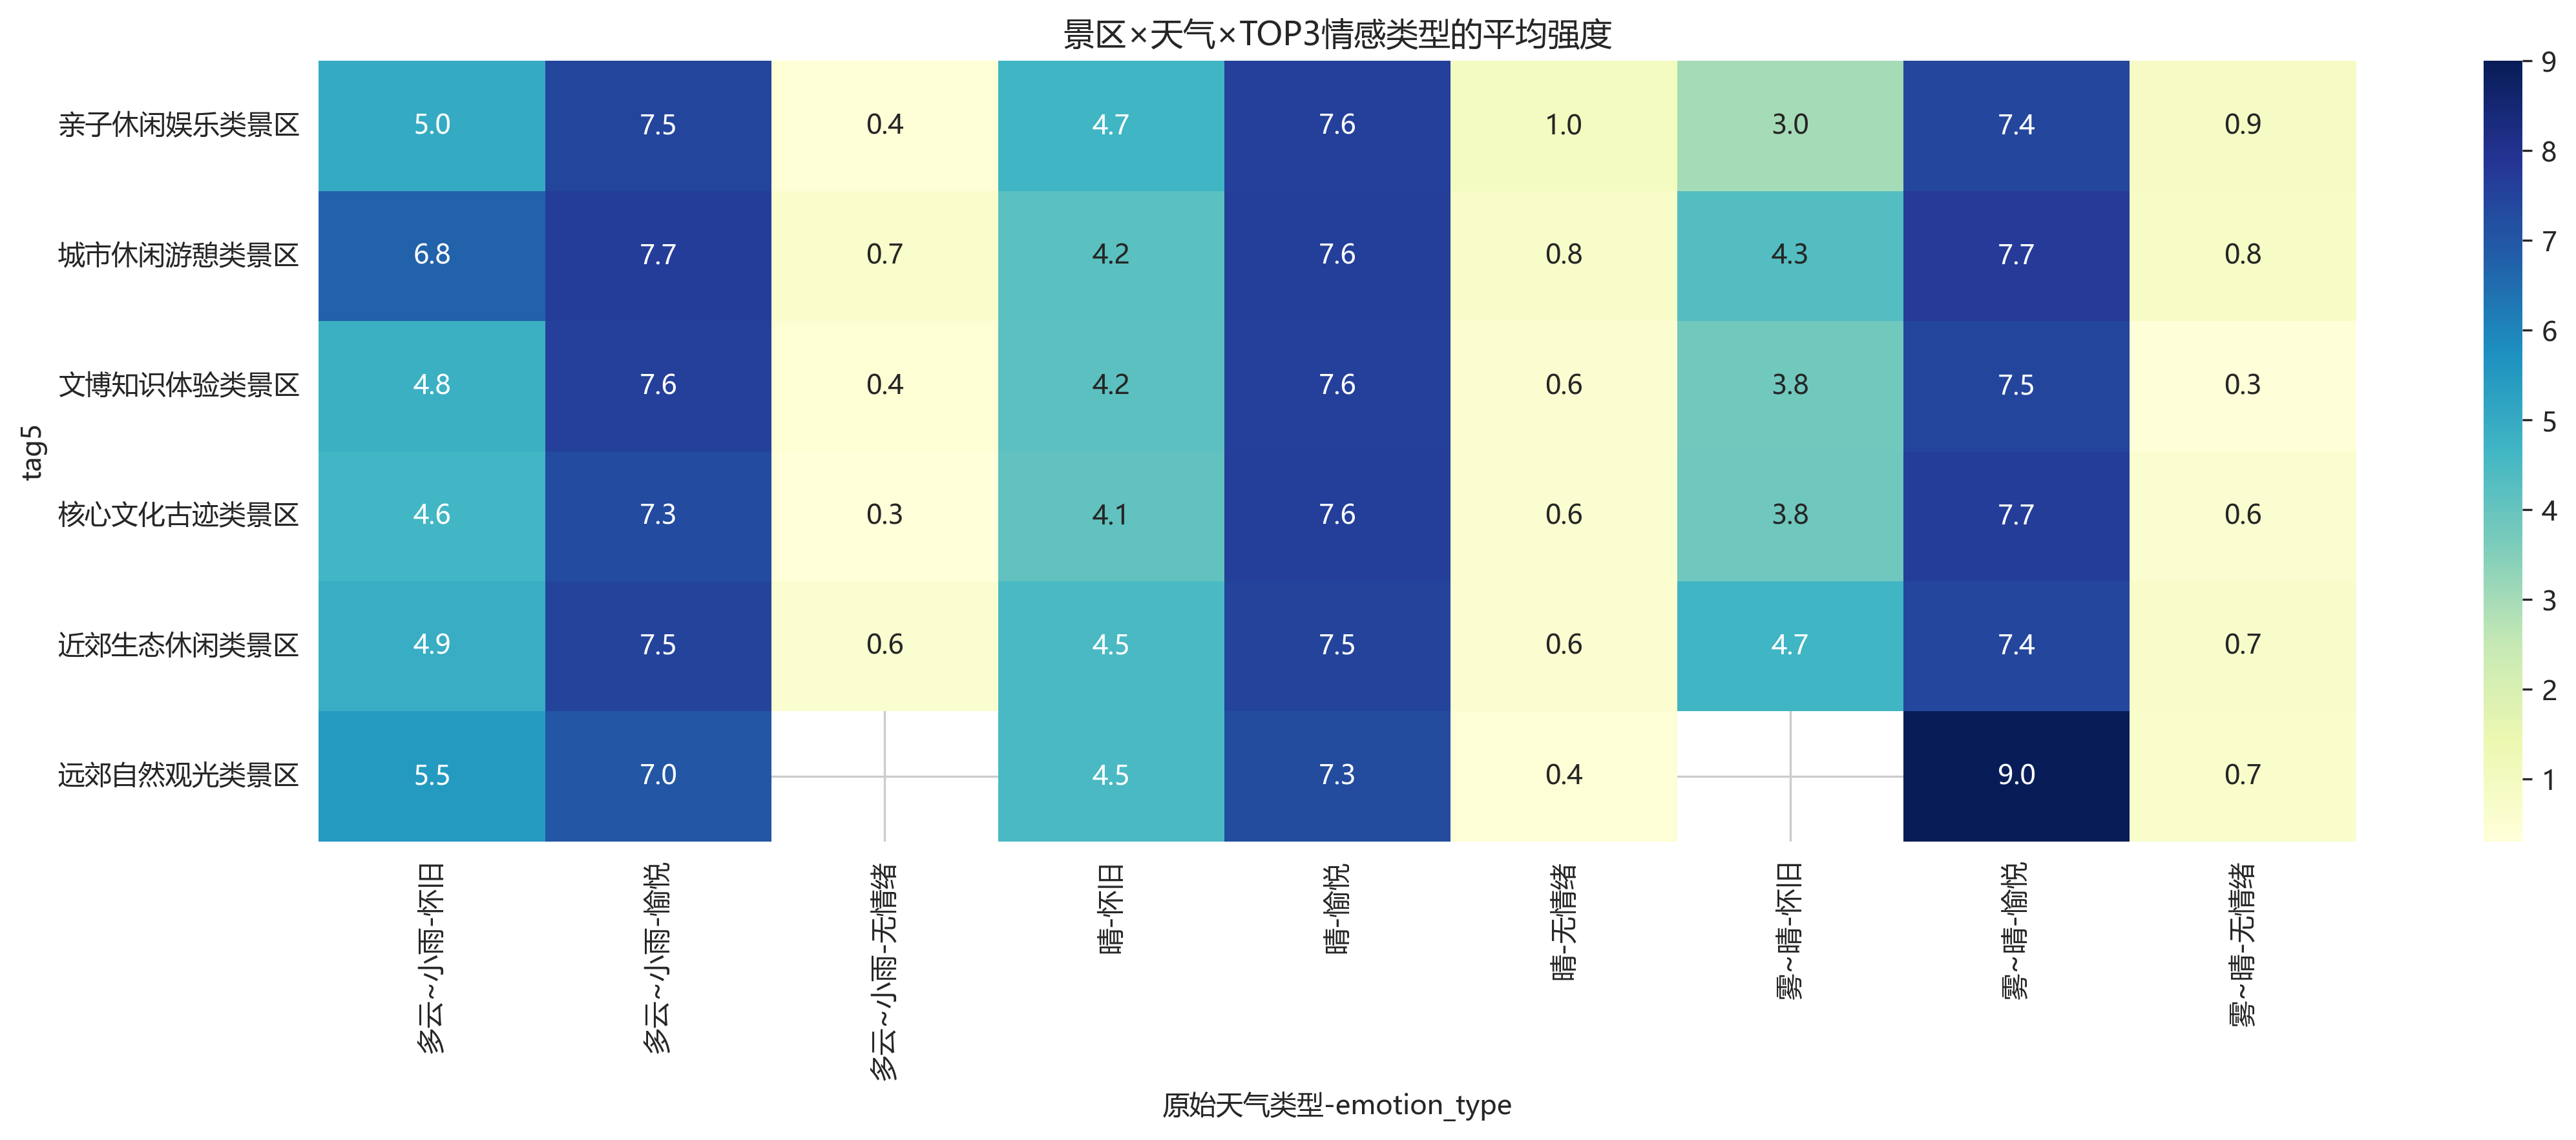 景区×天气×TOP3情感类型的平均强度
tag5
亲子休闲娱乐类景区 5.0 7.5 0.4 4.7 7.6 1.0 3.0 7.4 0.9
城市休闲游憩类景区 6.8 7.7 0.7 4.2 7.6 0.8 4.3 7.7 0.8
文博知识体验类景区 4.8 7.6 0.4 4.2 7.6 0.6 3.8 7.5 0.3
核心文化古迹类景区 4.6 7.3 0.3 4.1 7.6 0.6 3.8 7.7 0.6
近郊生态休闲类景区 4.9 7.5 0.6 4.5 7.5 0.6 4.7 7.4 0.7
远郊自然观光类景区 5.5 7.0 4.5 7.3 0.4 9.0 0.7
多云~小雨-怀旧
多云~小雨-愉悦
多云~小雨-无情绪
晴-怀旧
晴-愉悦
晴-无情绪
雾~晴-怀旧
雾~晴-愉悦
雾~晴-无情绪
原始天气类型-emotion_type
9
8
7
6
5
4
3
2
1